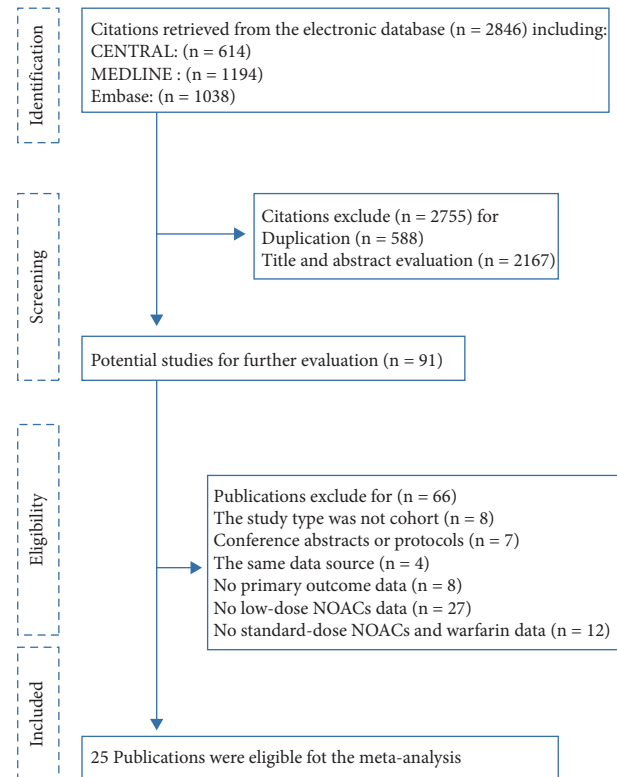 Identification
Citations retrieved from the electronic database (n = 2846) including:
CENTRAL: (n = 614)
MEDLINE : (n = 1194)
Embase: (n = 1038)
Screening
Citations exclude (n = 2755) for
Duplication (n = 588)
Title and abstract evaluation (n = 2167)
Potential studies for further evaluation (n = 91)
Eligibility
Publications exclude for (n = 66)
The study type was not cohort (n = 8)
Conference abstracts or protocols (n = 7)
The same data source (n = 4)
No primary outcome data (n = 8)
No low-dose NOACs data (n = 27)
No standard-dose NOACs and warfarin data (n = 12)
Included
25 Publications were eligible fot the meta-analysis